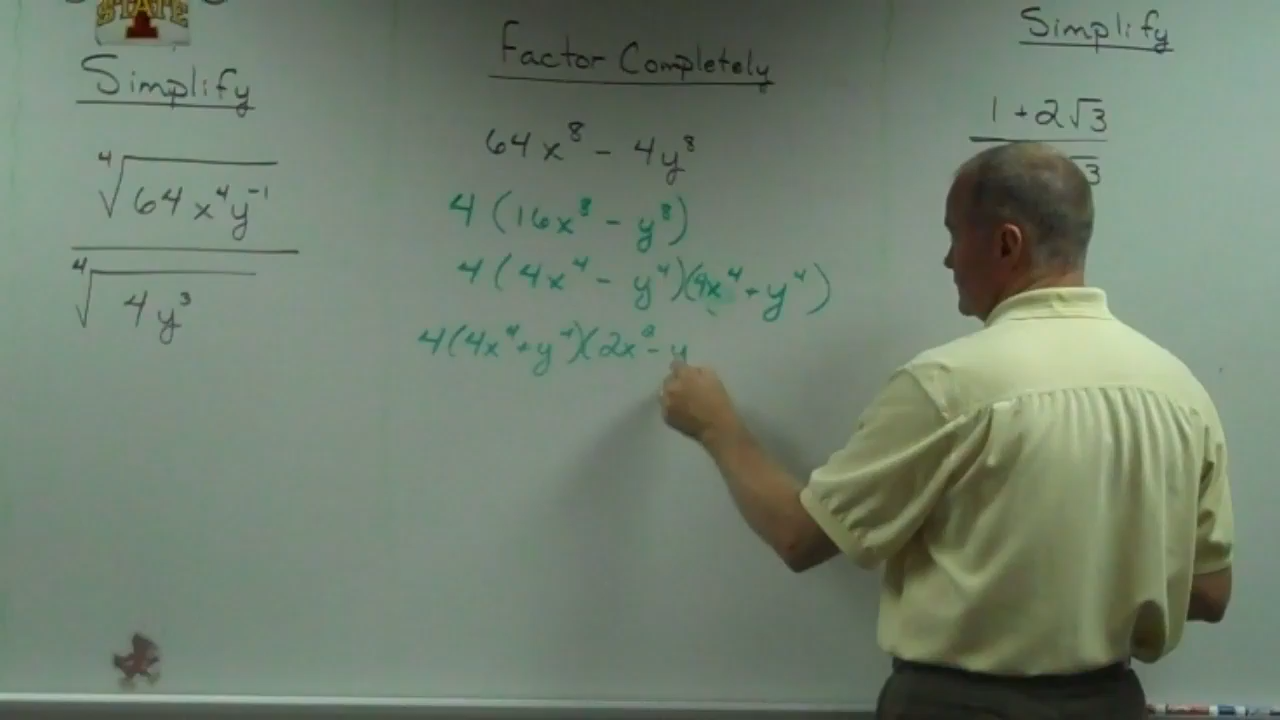 STATE
Simplify
⁴√(64x⁴y⁻¹)
⁴√(4y³)
Factor Completely
64x⁸ - 4y⁸
4(16x⁸ - y⁸)
4(4x⁴ - y⁴)(4x⁴ + y⁴)
4(4x⁴ + y⁴)(2x² - y
Simplify
1 + 2√3
√3